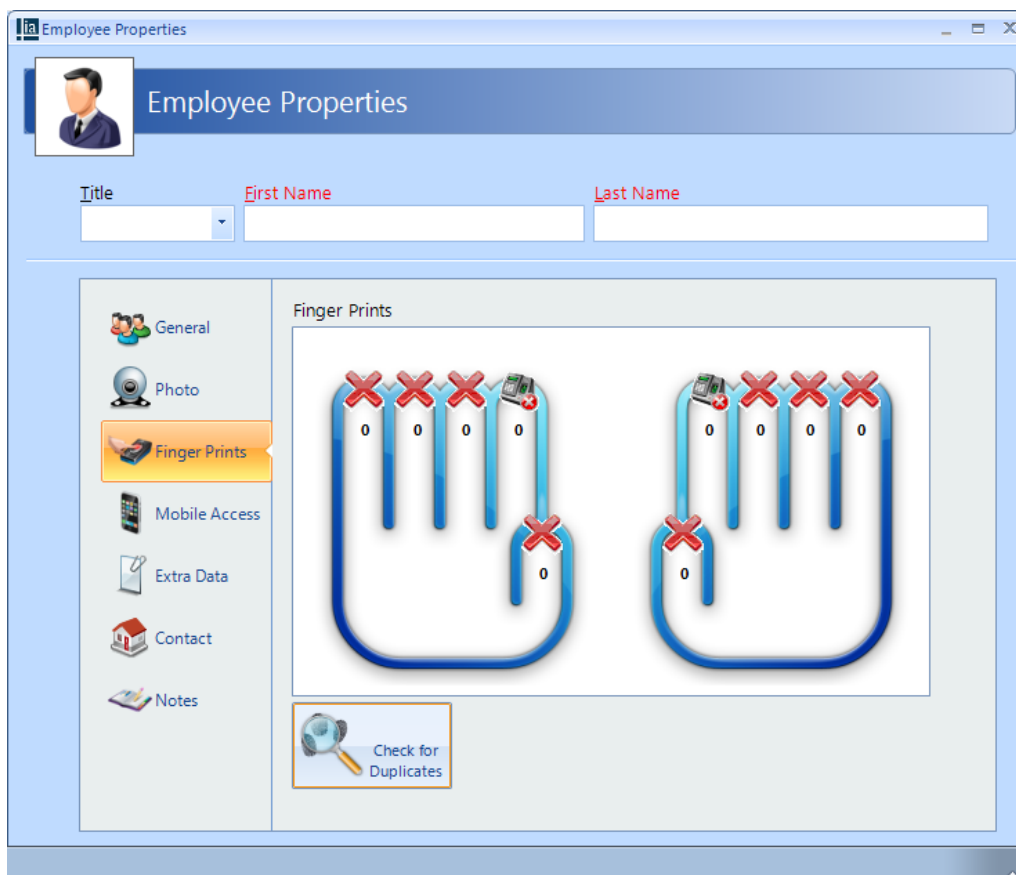 ia Employee Properties
Employee Properties
Title First Name Last Name
General
Photo
Finger Prints
Mobile Access
Extra Data
Contact
Notes
Finger Prints
0 0 0 0 0 0 0 0
0 0
Check for
Duplicates